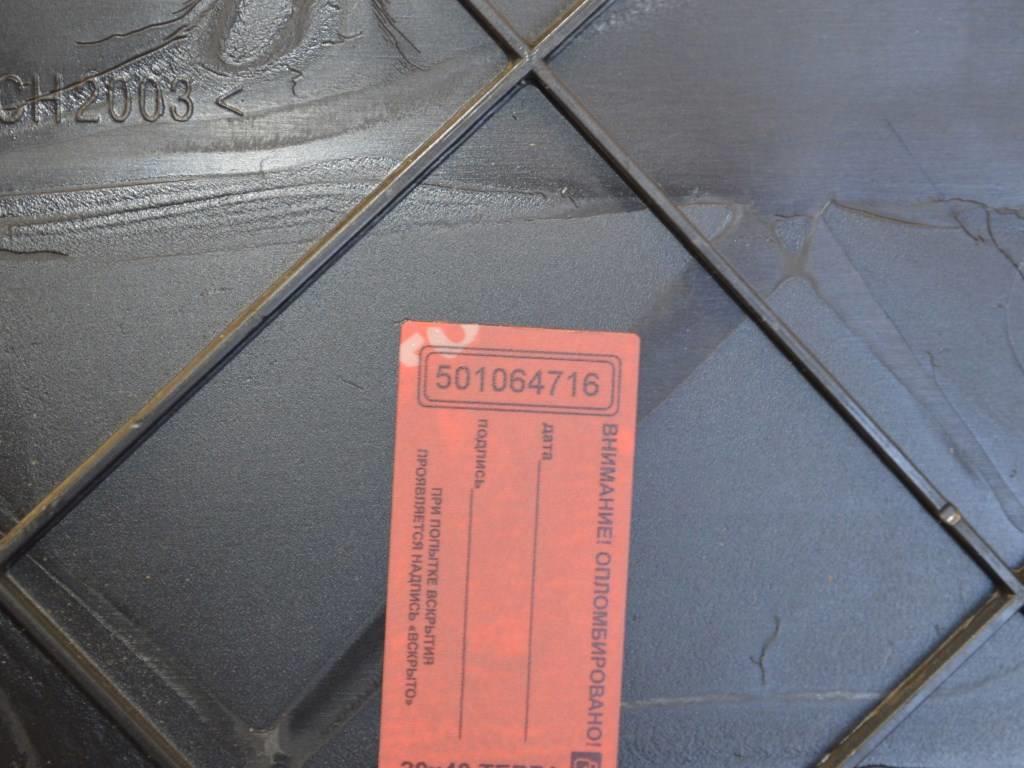 CH2003 <
501064716
ВНИМАНИЕ! ОПЛОМБИРОВАНО!
дата
подпись
ПРИ ПОПЫТКЕ ВСКРЫТИЯ
ПРОЯВЛЯЕТСЯ НАДПИСЬ «ВСКРЫТО»